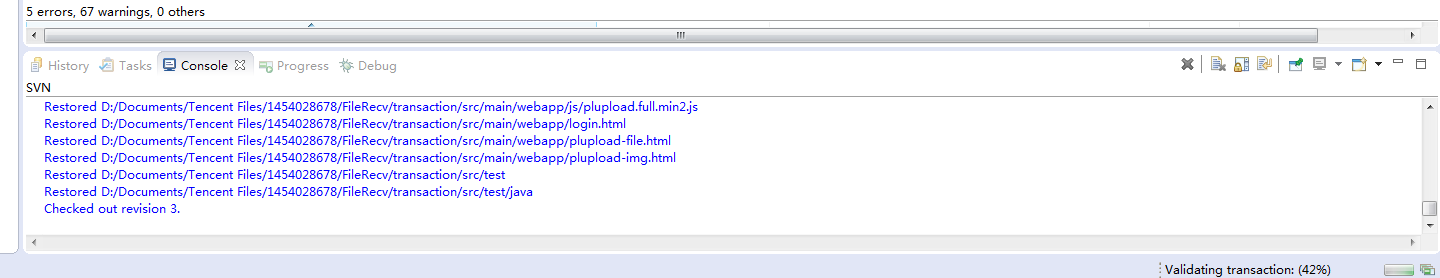 5 errors, 67 warnings, 0 others
History Tasks Console Progress Debug
SVN
Restored D:/Documents/Tencent Files/1454028678/FileRecv/transaction/src/main/webapp/js/plupload.full.min2.js
Restored D:/Documents/Tencent Files/1454028678/FileRecv/transaction/src/main/webapp/login.html
Restored D:/Documents/Tencent Files/1454028678/FileRecv/transaction/src/main/webapp/plupload-file.html
Restored D:/Documents/Tencent Files/1454028678/FileRecv/transaction/src/main/webapp/plupload-img.html
Restored D:/Documents/Tencent Files/1454028678/FileRecv/transaction/src/test
Restored D:/Documents/Tencent Files/1454028678/FileRecv/transaction/src/test/java
Checked out revision 3.
Validating transaction: (42%)